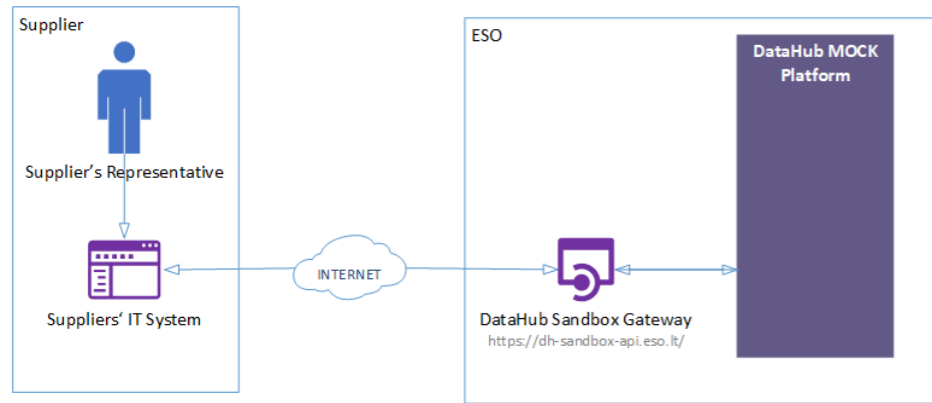 Supplier
Supplier's Representative
Suppliers‘ IT System
INTERNET
ESO
DataHub MOCK
Platform
DataHub Sandbox Gateway
https://dh-sandbox-api.eso.lt/